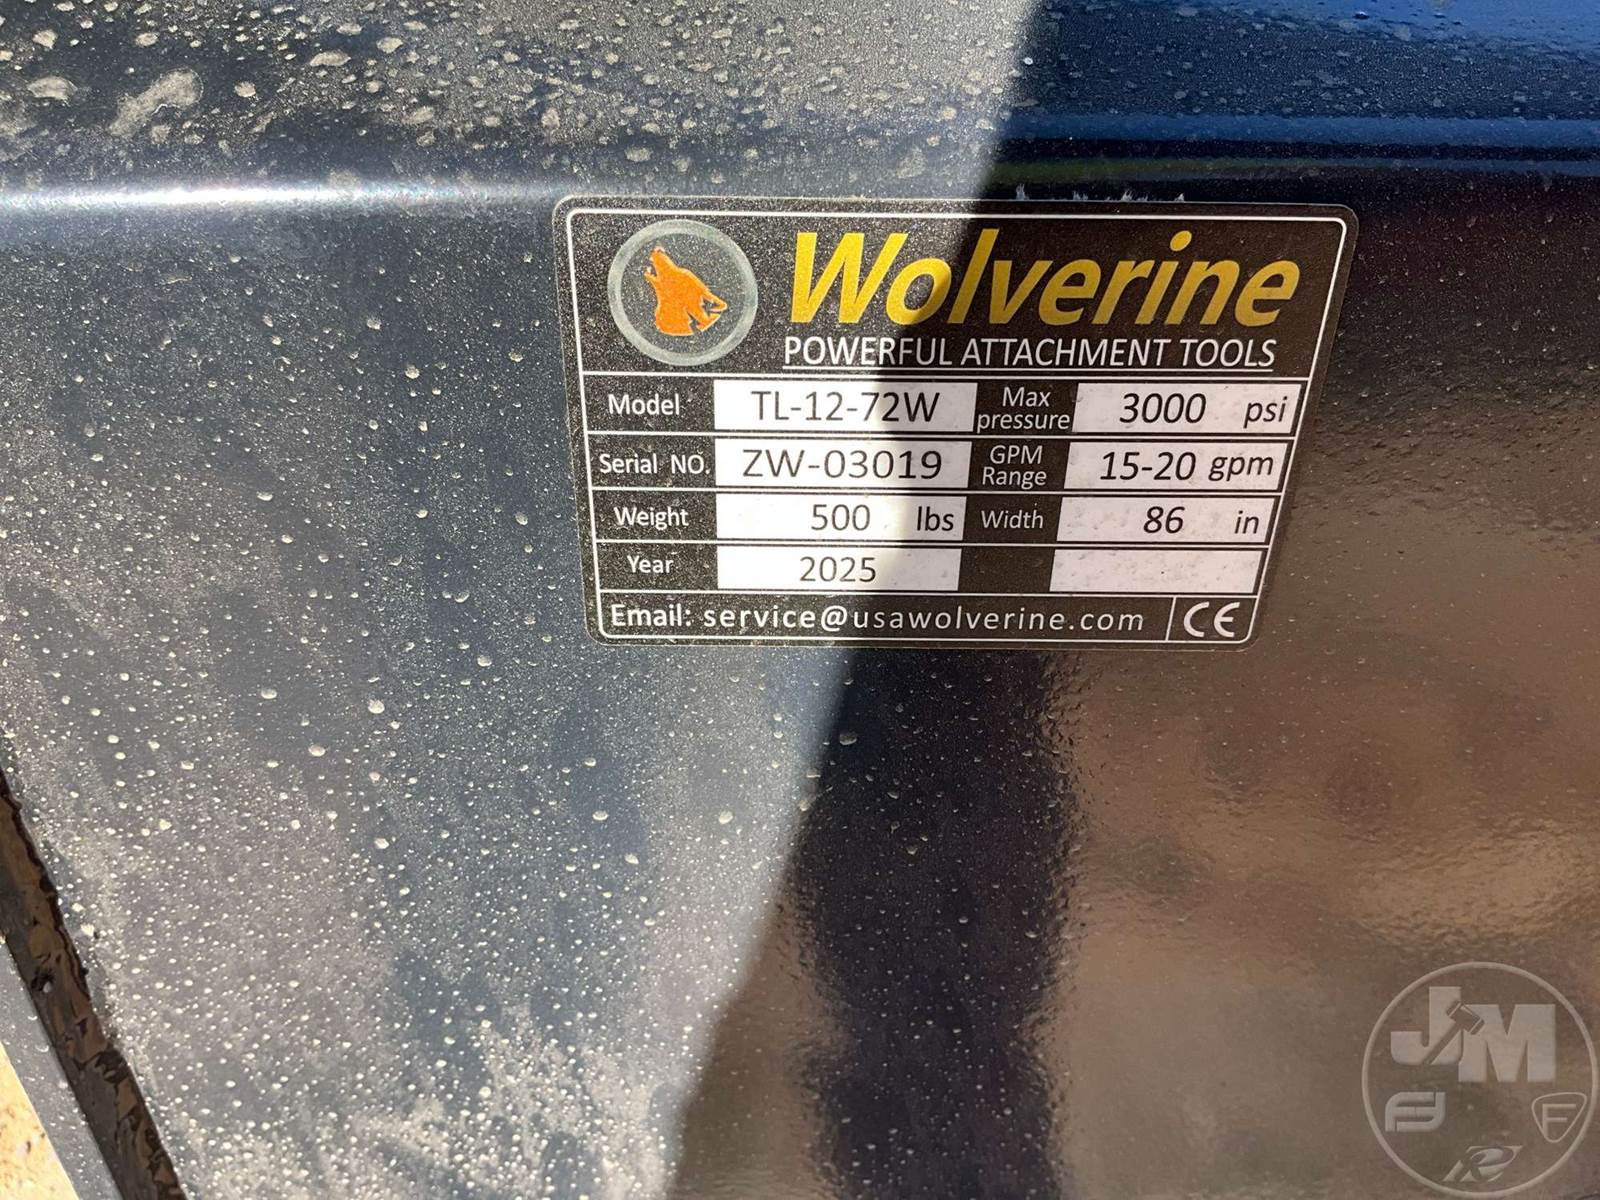 Wolverine
POWERFUL ATTACHMENT TOOLS
Model TL-12-72W Max pressure 3000 psi
Serial NO. ZW-03019 GPM Range 15-20 gpm
Weight 500 lbs Width 86 in
Year 2025
Email: service@usawolverine.com CE
JM